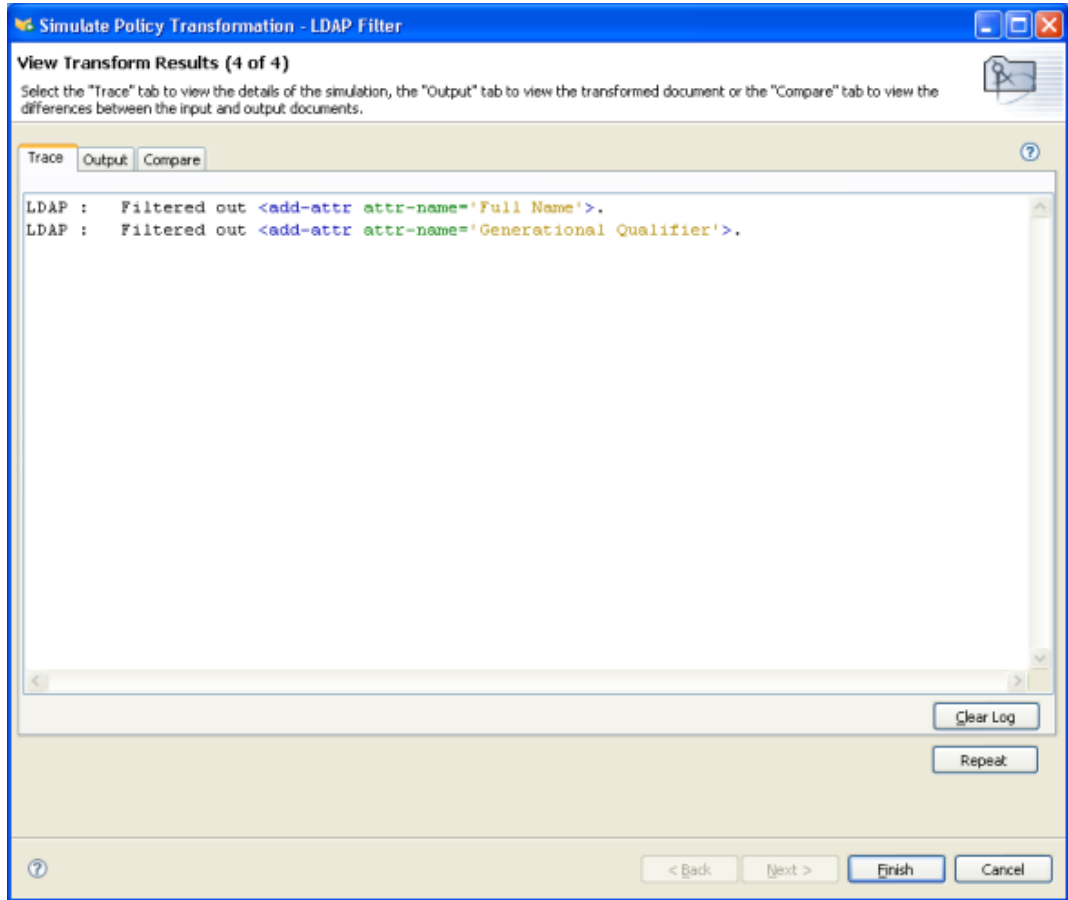 Simulate Policy Transformation - LDAP Filter
View Transform Results (4 of 4)
Select the "Trace" tab to view the details of the simulation, the "Output" tab to view the transformed document or the "Compare" tab to view the
differences between the input and output documents.
Trace Output Compare
LDAP :   Filtered out <add-attr attr-name='Full Name'>.
LDAP :   Filtered out <add-attr attr-name='Generational Qualifier'>.
Clear Log
Repeat
< Back Next > Finish Cancel